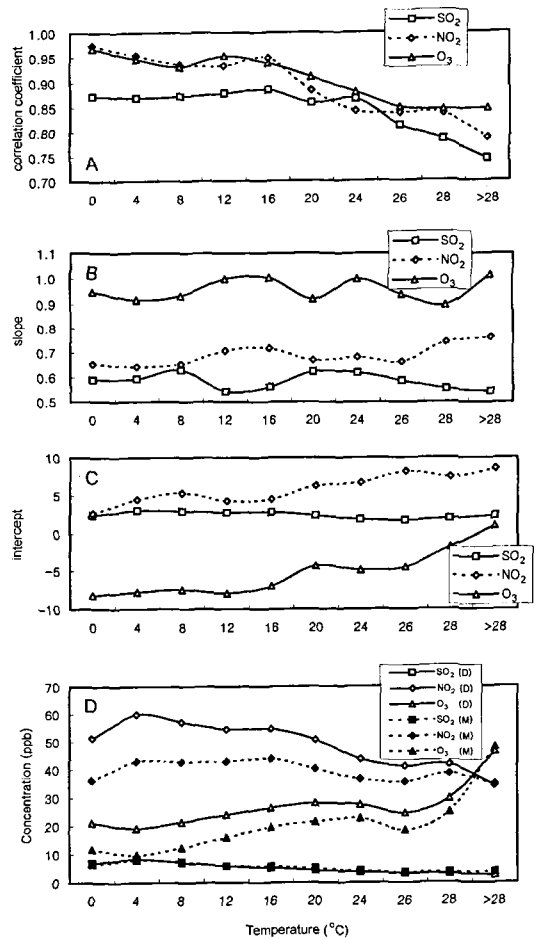 SO2
NO2
O3
1.00
0.95
0.90
0.85
0.80
0.75
0.70
correlation coefficient
A
0 4 8 12 16 20 24 26 28 >28
SO2
NO2
O3
1.1
1.0
0.9
0.8
0.7
0.6
0.5
slope
B
0 4 8 12 16 20 24 26 28 >28
10
5
0
−5
−10
intercept
C
SO2
NO2
O3
0 4 8 12 16 20 24 26 28 >28
SO2 (D)
NO2 (D)
O3 (D)
SO2 (M)
NO2 (M)
O3 (M)
70
60
50
40
30
20
10
0
Concentration (ppb)
D
0 4 8 12 16 20 24 26 28 >28
Temperature (°C)